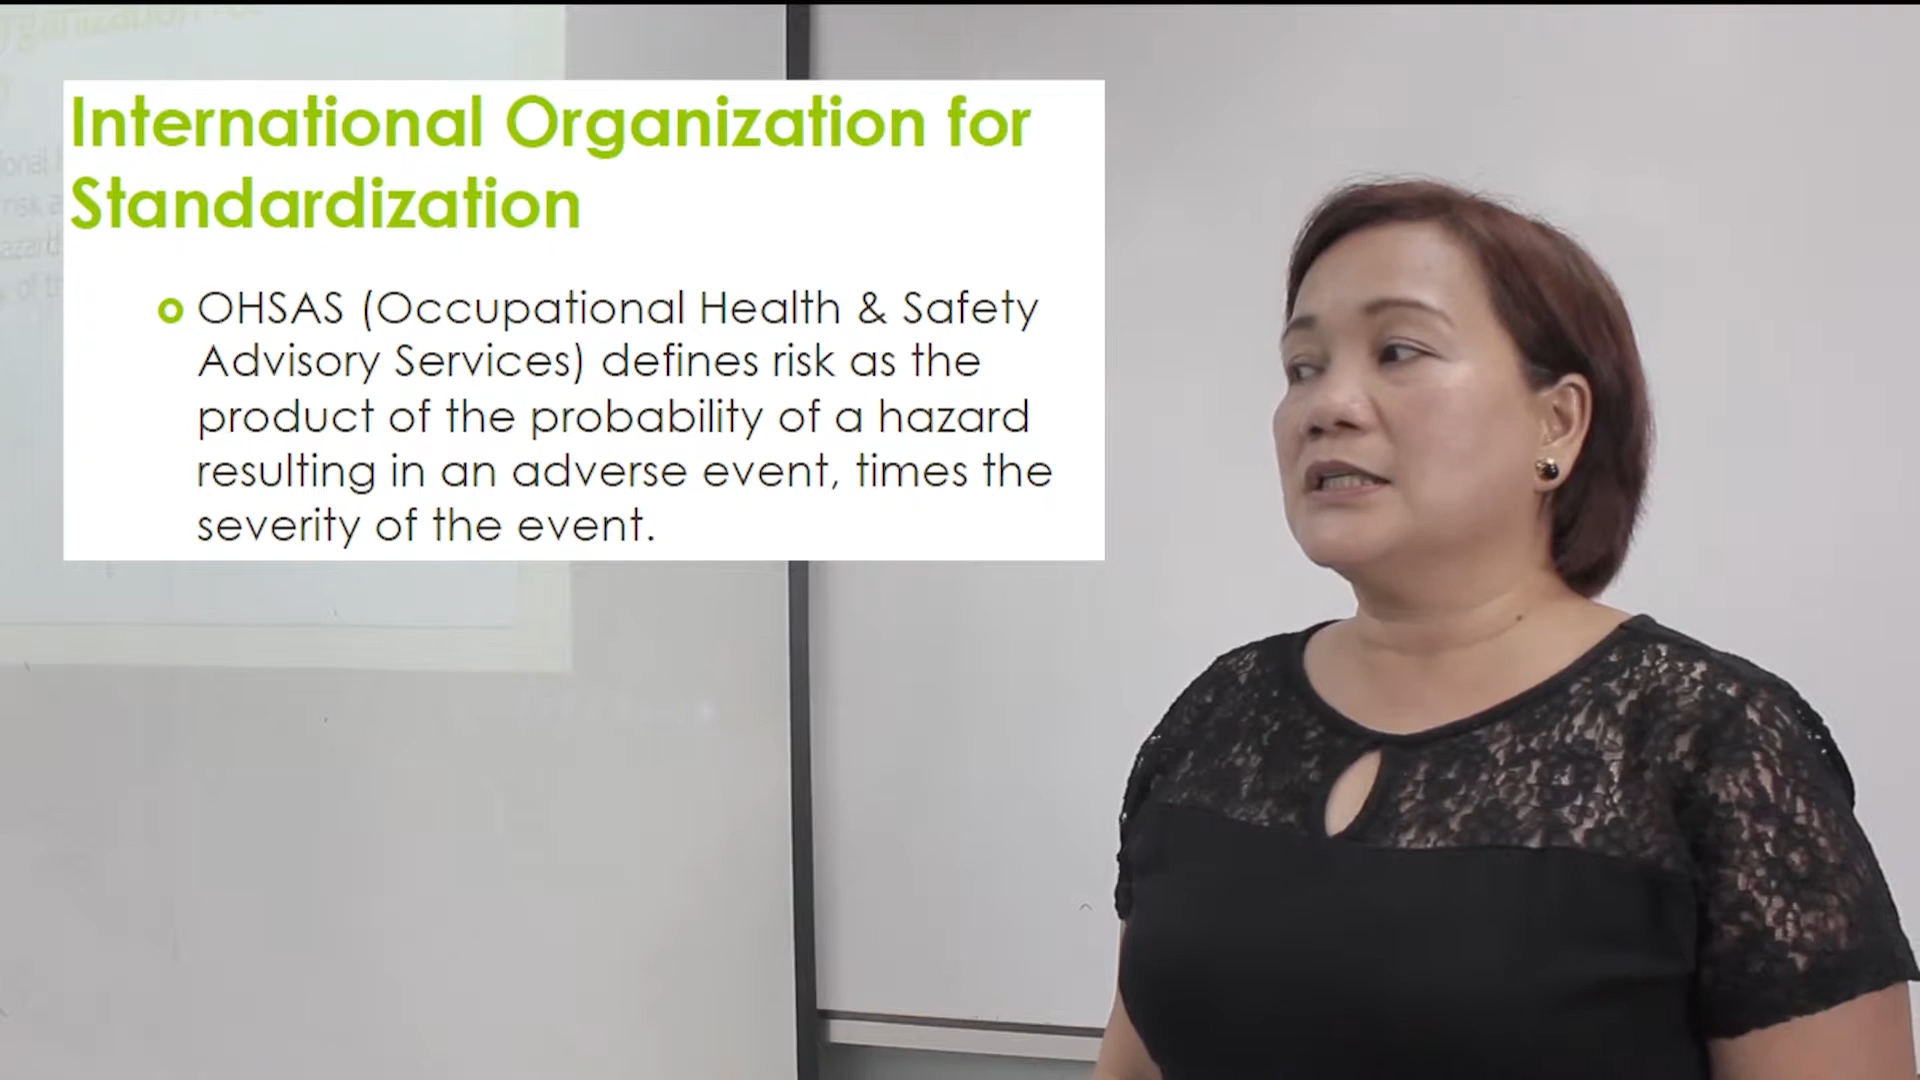 International Organization for
Standardization
OHSAS (Occupational Health & Safety
Advisory Services) defines risk as the
product of the probability of a hazard
resulting in an adverse event, times the
severity of the event.